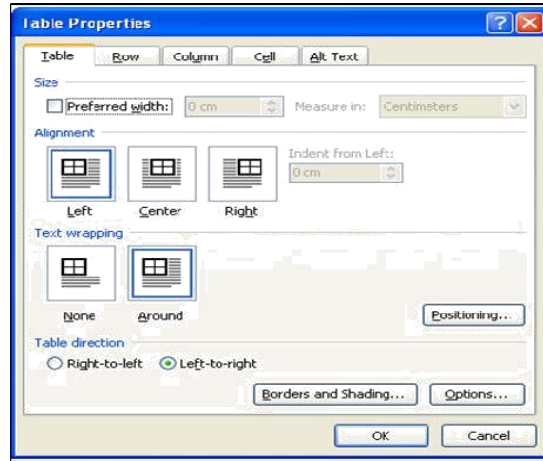 Table Properties
Table Row Column Cell Alt Text
Size
Preferred width: 0 cm Measure in: Centimeters
Alignment
Indent from Left:
0 cm
Left Center Right
Text wrapping
None Around
Positioning...
Table direction
Right-to-left Left-to-right
Borders and Shading... Options...
OK Cancel